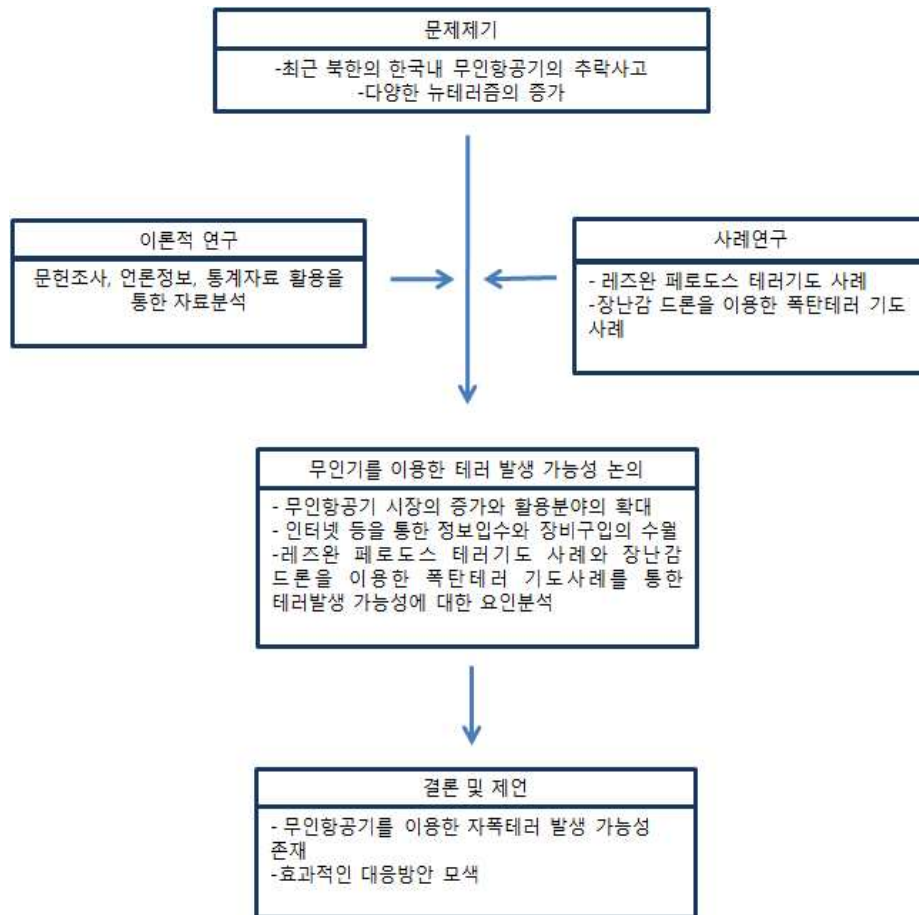 문제제기
-최근 북한의 한국내 무인항공기의 추락사고
-다양한 뉴테러즘의 증가
이론적 연구
문헌조사, 언론정보, 통계자료 활용을
통한 자료분석
사례연구
- 레즈완 페로도스 테러기도 사례
-장난감 드론을 이용한 폭탄테러 기도
사례
무인기를 이용한 테러 발생 가능성 논의
- 무인항공기 시장의 증가와 활용분야의 확대
- 인터넷 등을 통한 정보입수와 장비구입의 수월
-레즈완 페로도스 테러기도 사례와 장난감
드론을 이용한 폭탄테러 기도사례를 통한
테러발생 가능성에 대한 요인분석
결론 및 제언
- 무인항공기를 이용한 자폭테러 발생 가능성
존재
-효과적인 대응방안 모색